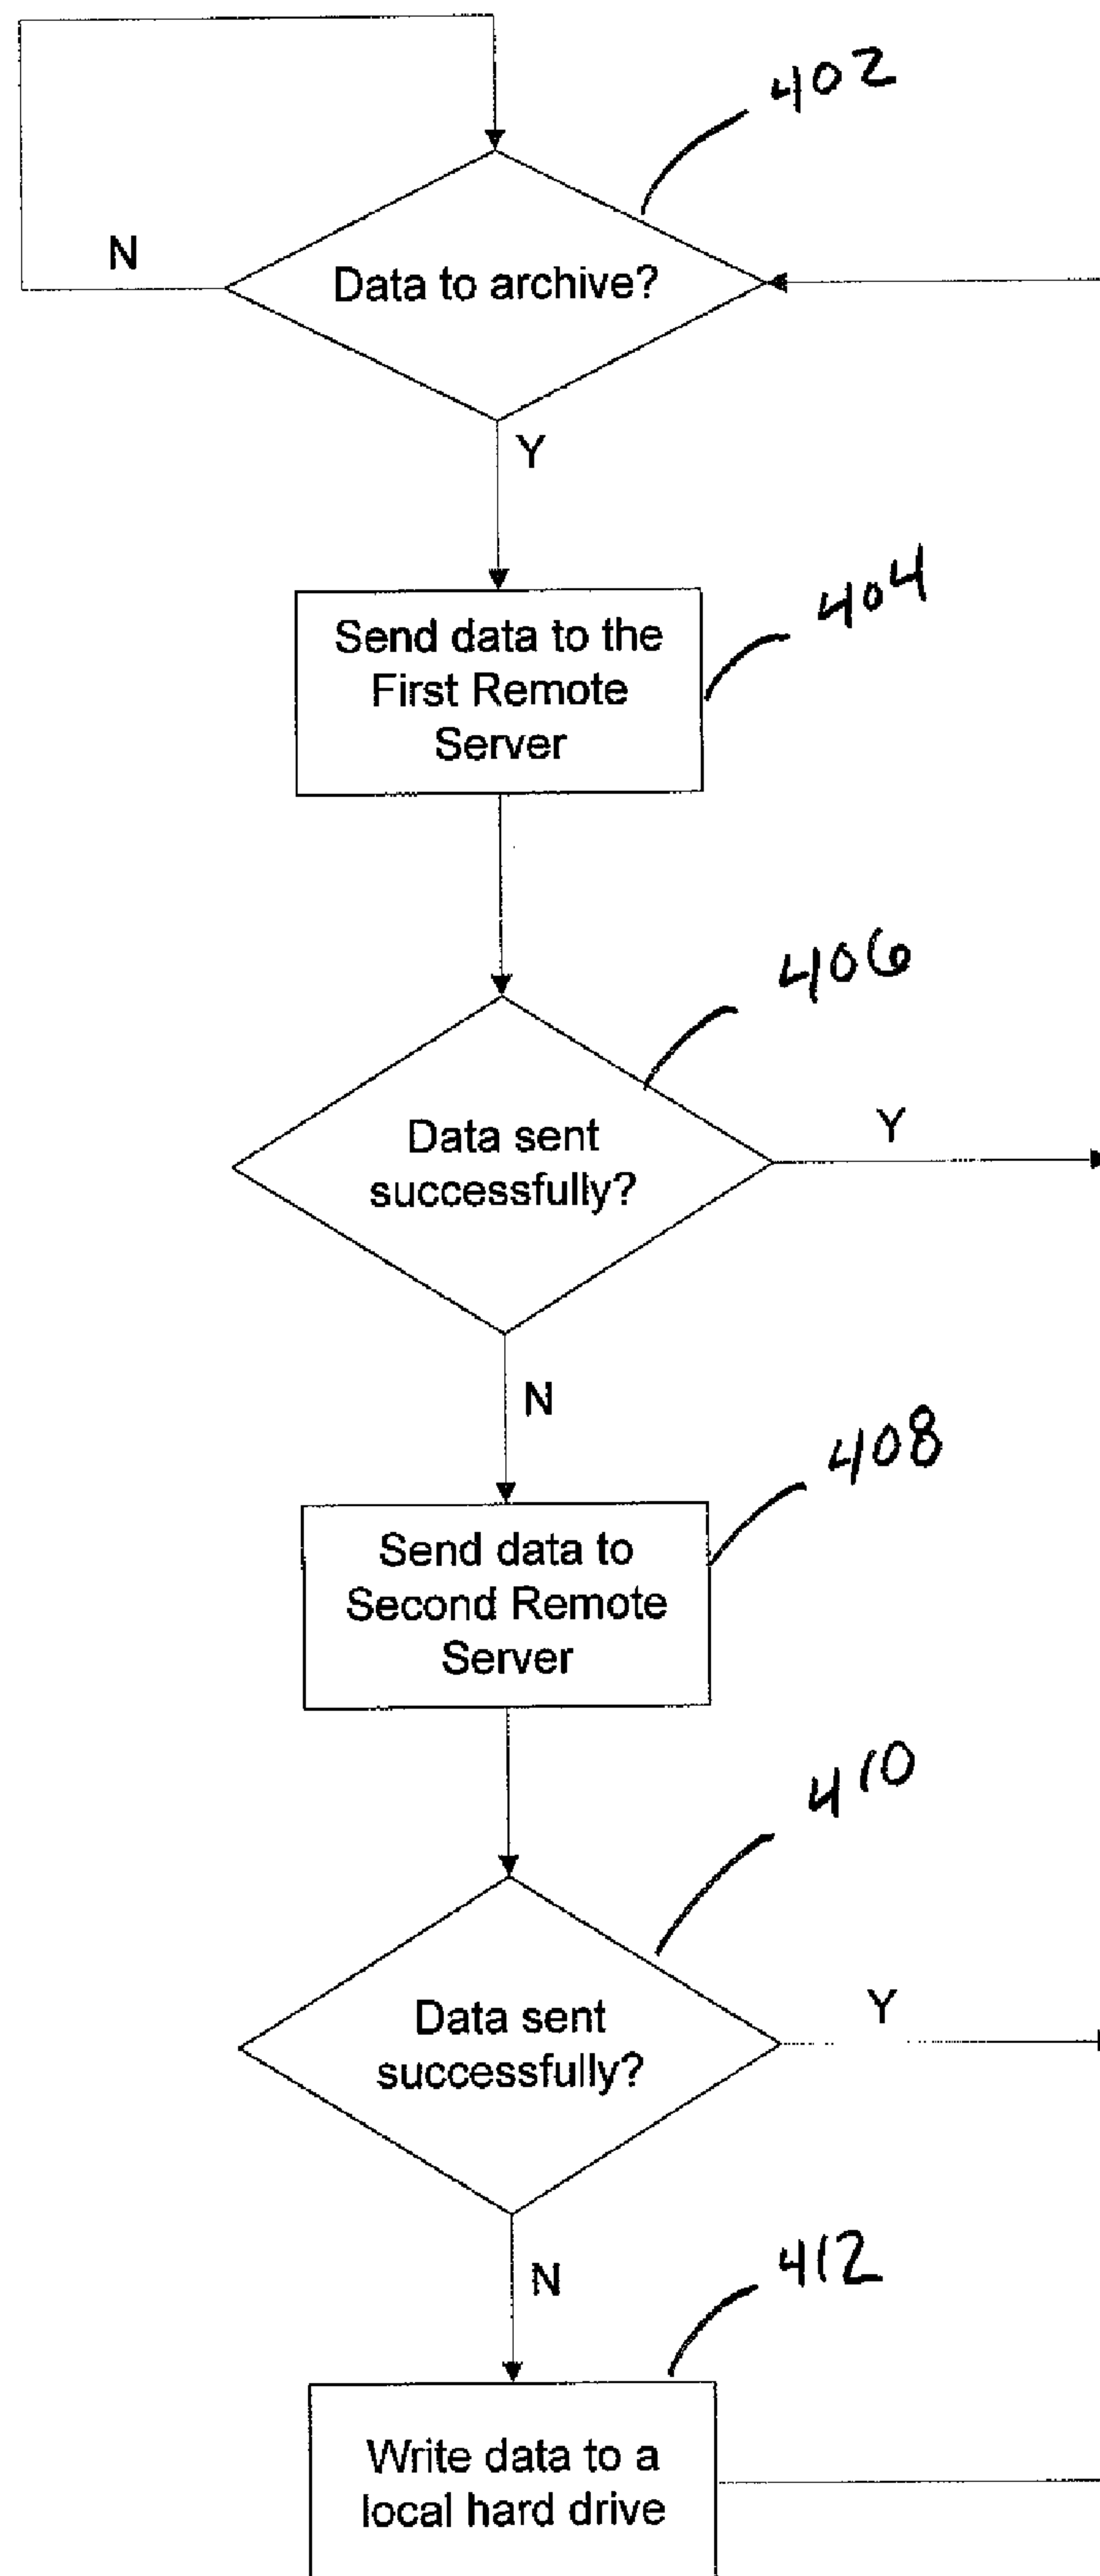 402
N
Data to archive?
Y
404
Send data to the
First Remote
Server
406
Data sent
successfully?
Y
N
408
Send data to
Second Remote
Server
410
Data sent
successfully?
Y
N
412
Write data to a
local hard drive